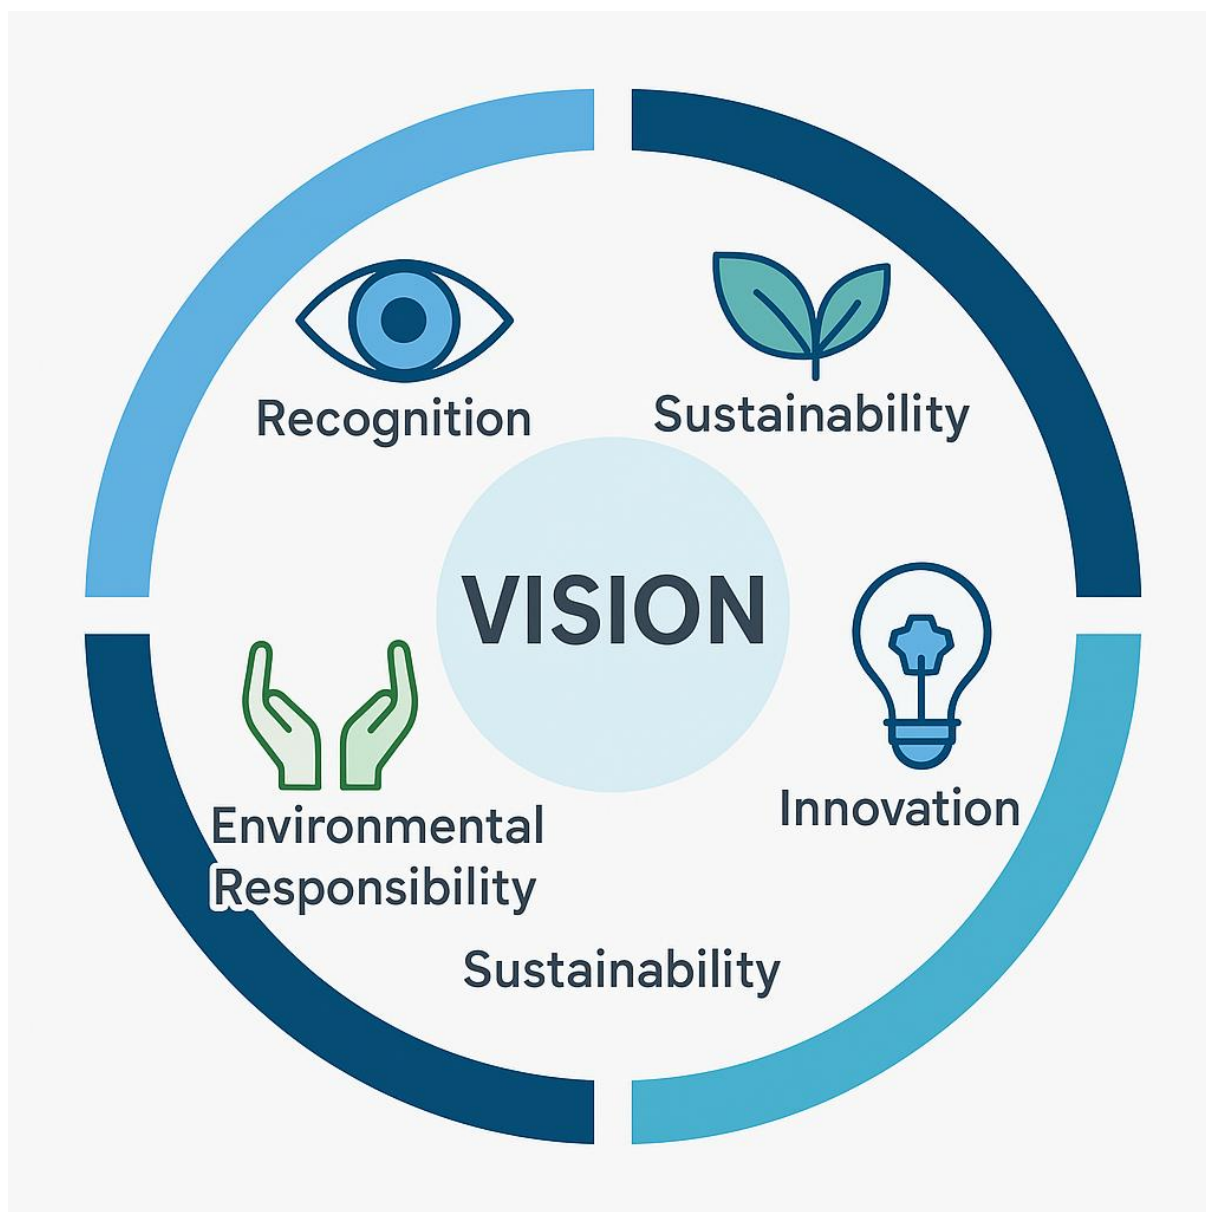 Recognition
Sustainability
VISION
Innovation
Environmental
Responsibility
Sustainability